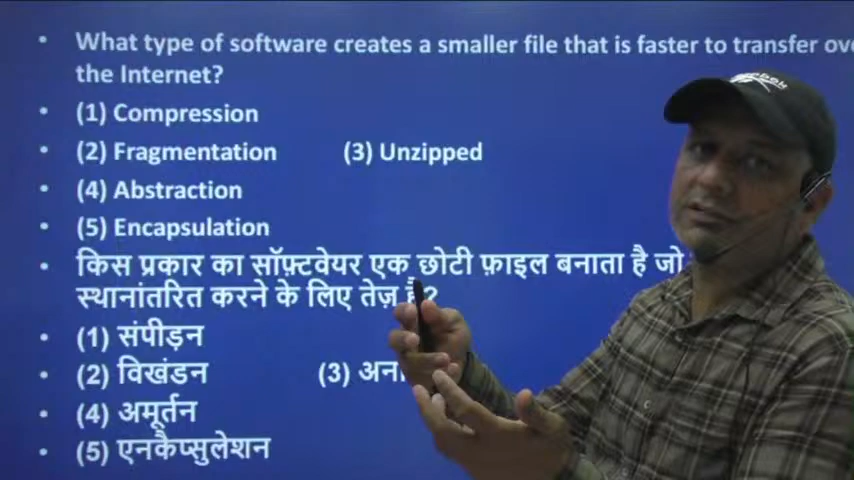 What type of software creates a smaller file that is faster to transfer
the Internet?
(1) Compression
(2) Fragmentation (3) Unzipped
(4) Abstraction
(5) Encapsulation
किस प्रकार का सॉफ़्टवेयर एक छोटी फ़ाइल बनाता है जो
स्थानांतरित करने के लिए तेज़ है?
(1) संपीड़न
(2) विखंडन (3)
(4) अमूर्तन
(5) एनकैप्सुलेशन